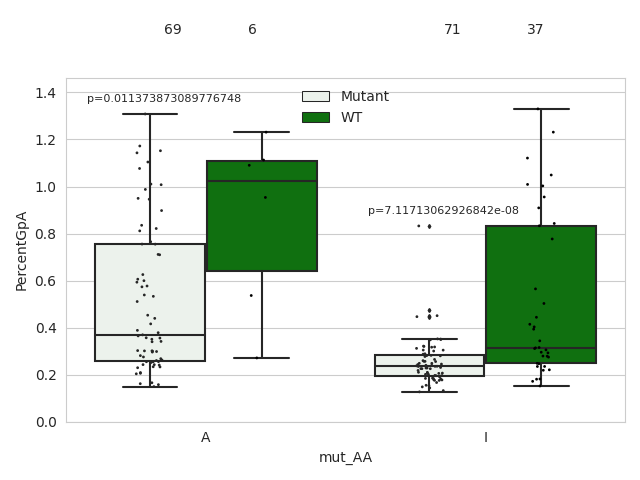 69 6 71 37
p=0.011373873089776748
Mutant
WT
p=7.11713062926842e-08
1.4
1.2
1.0
0.8
0.6
0.4
0.2
0.0
PercentGpA
A I
mut_AA